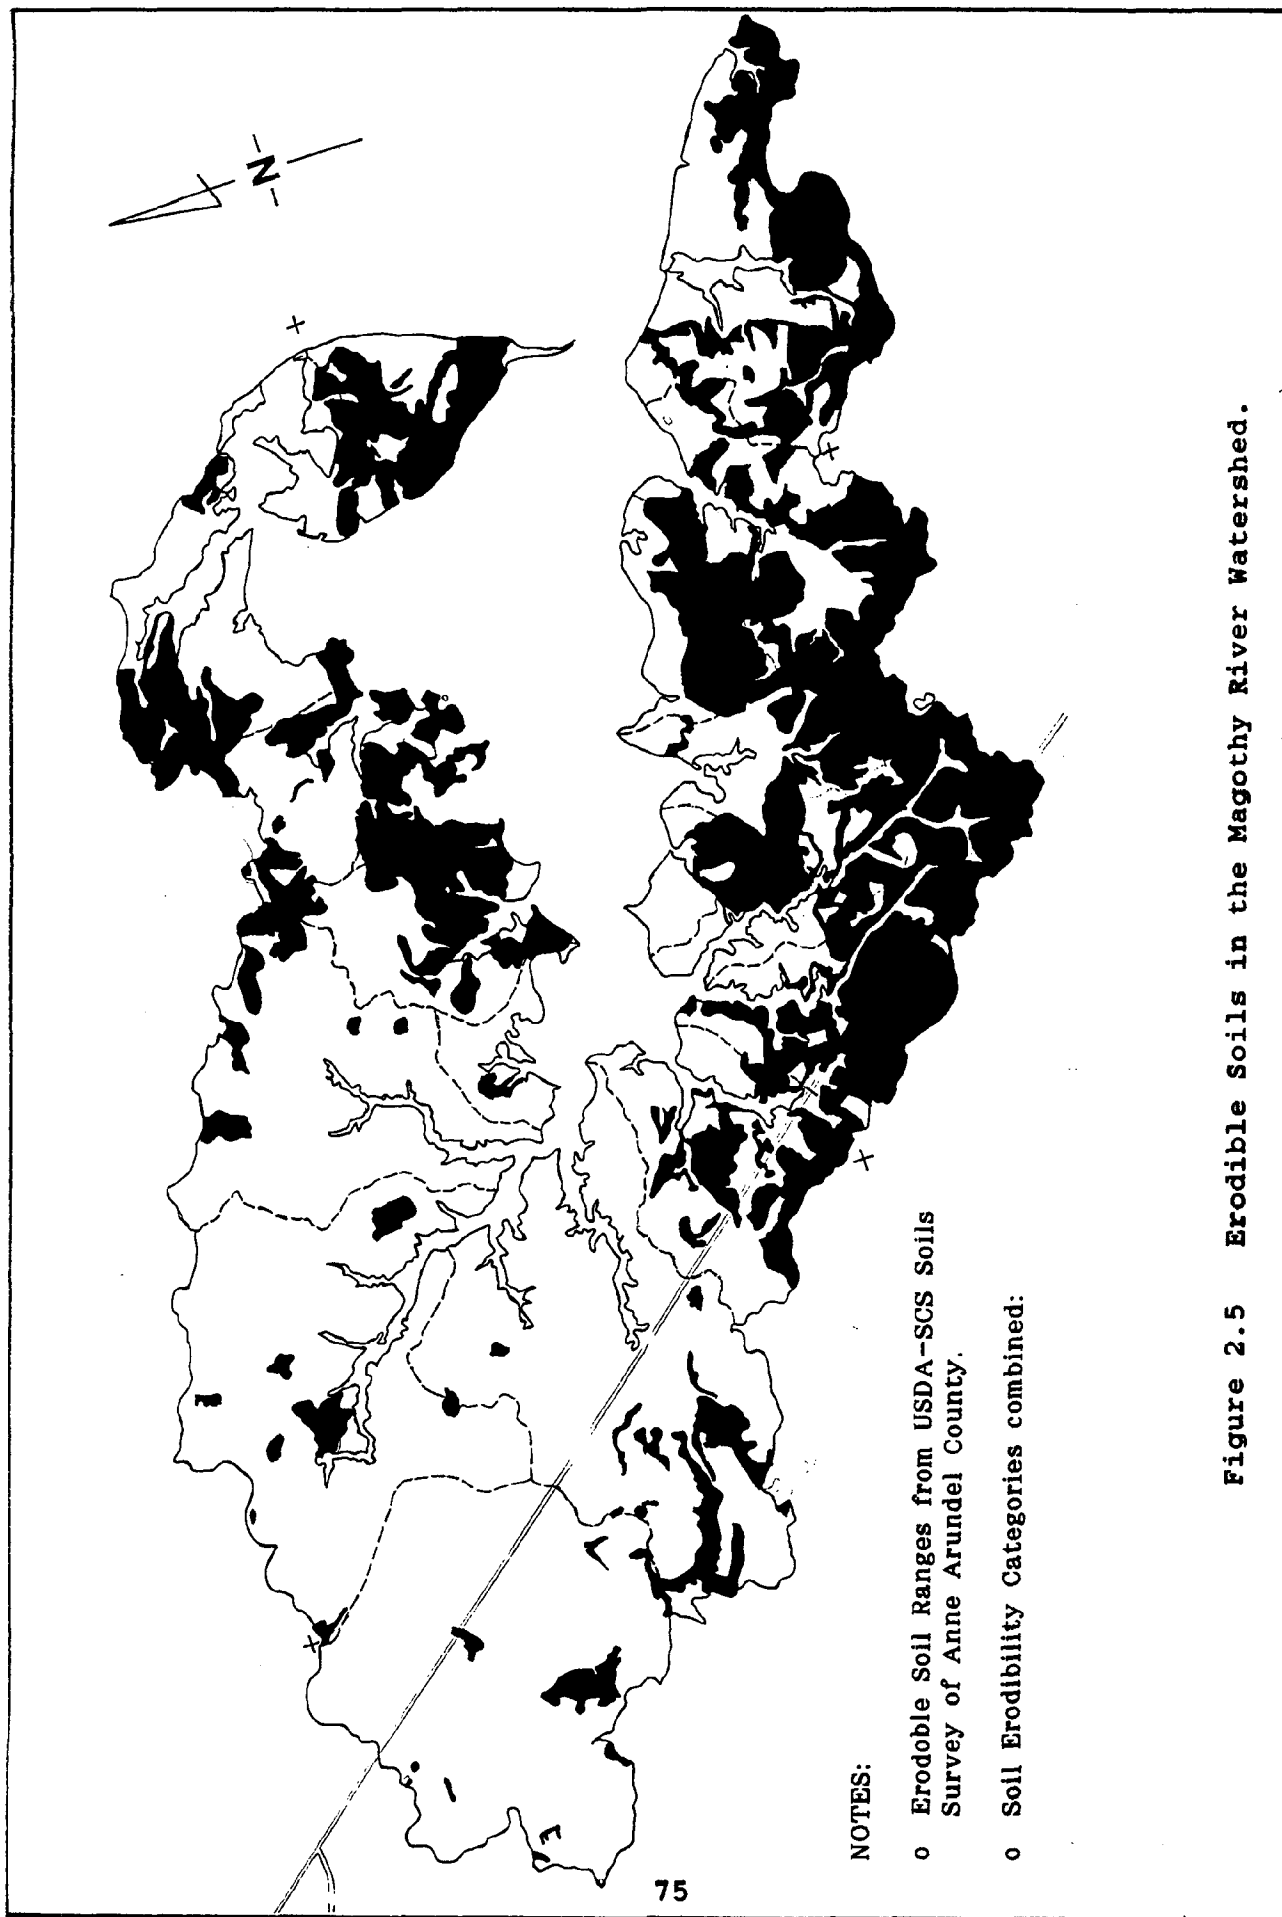 N
NOTES:
o Erodoble Soil Ranges from USDA-SCS Soils
Survey of Anne Arundel County.
o Soil Erodibility Categories combined:
Figure 2.5 Erodible Soils in the Magothy River Watershed.
75